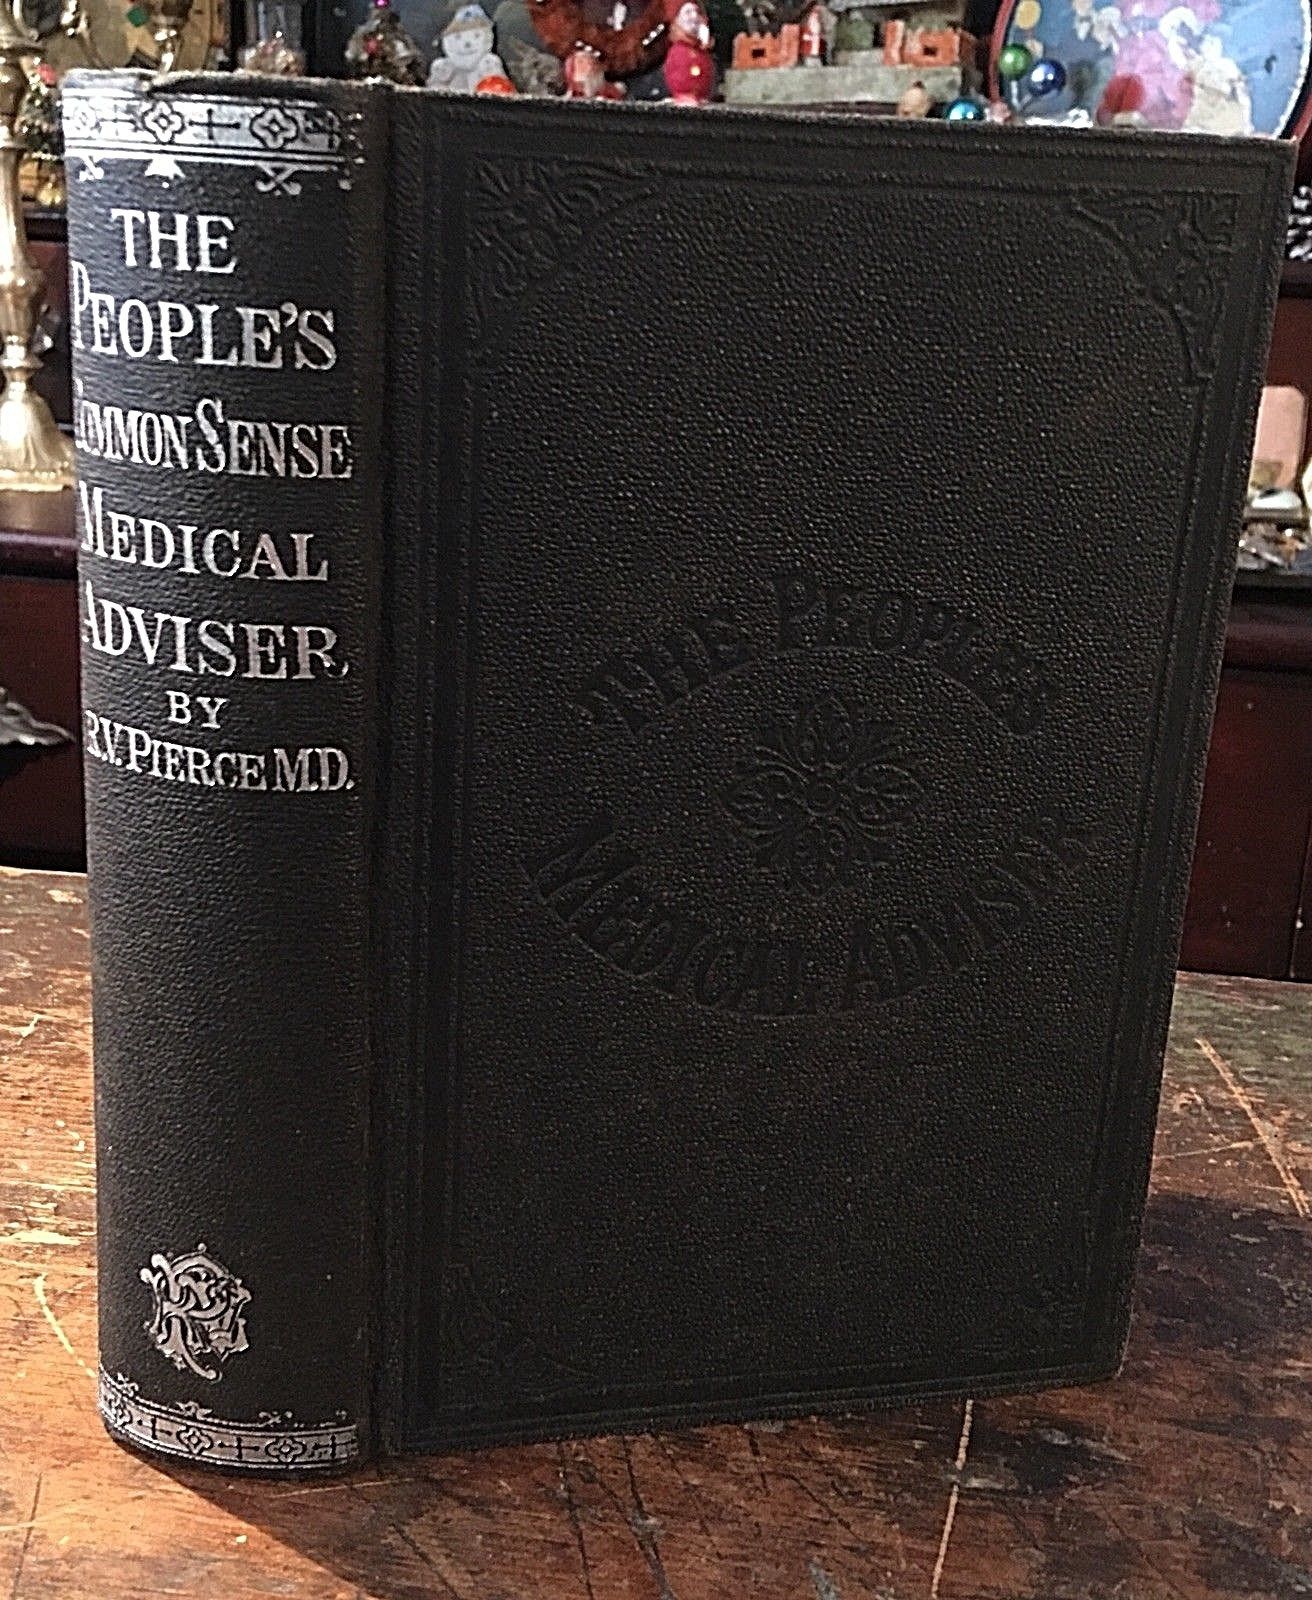 THE
PEOPLE'S
COMMON SENSE
MEDICAL
ADVISER
BY
R.V. PIERCE M.D.
THE PEOPLE'S
MEDICAL ADVISER